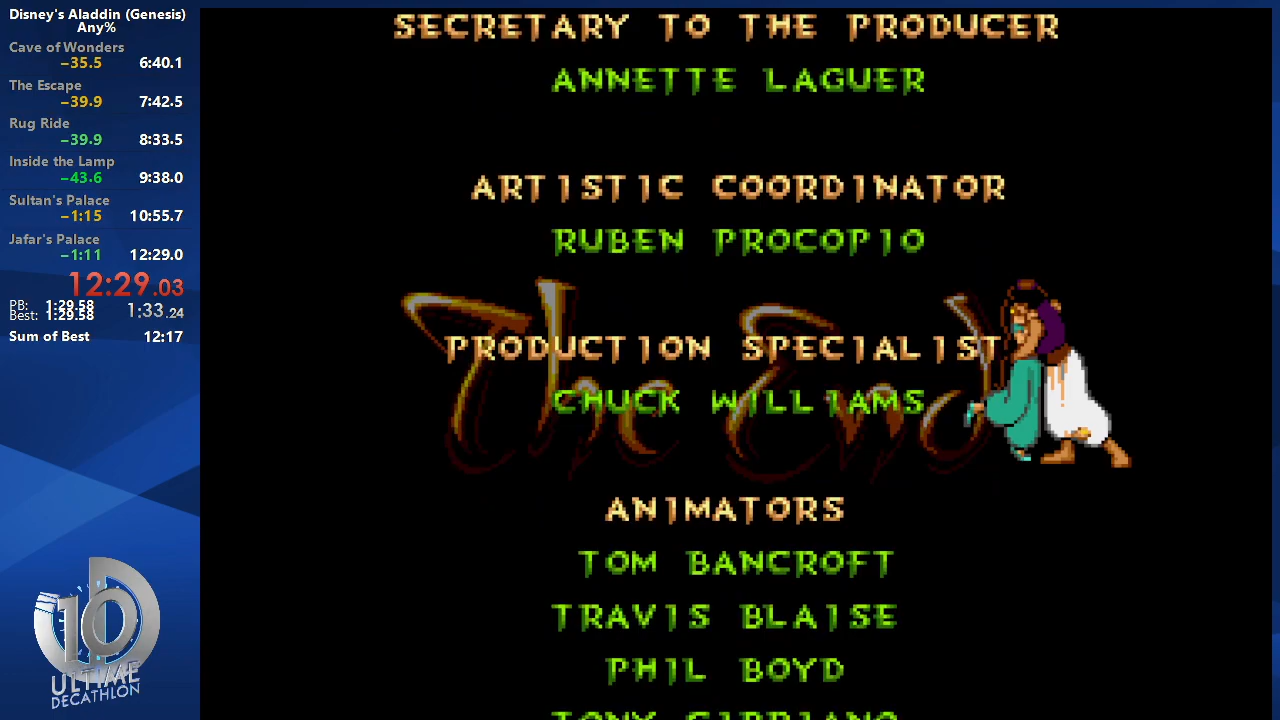 Disney's Aladdin (Genesis)
Any%
Cave of Wonders
−35.5 6:40.1
The Escape
−39.9 7:42.5
Rug Ride
−39.9 8:33.5
Inside the Lamp
−43.6 9:38.0
Sultan's Palace
−1:15 10:55.7
Jafar's Palace
−1:11 12:29.0
12:29.03
PB: 1:29.58
Best: 1:29.58 1:33.24
Sum of Best 12:17
10
ULTIME
DECATHLON
SECRETARY TO THE PRODUCER
ANNETTE LAGUER
ARTISTIC COORDINATOR
RUBEN PROCOPIO
The End
PRODUCTION SPECIALIST
CHUCK WILLIAMS
ANIMATORS
TOM BANCROFT
TRAVIS BLAISE
PHIL BOYD